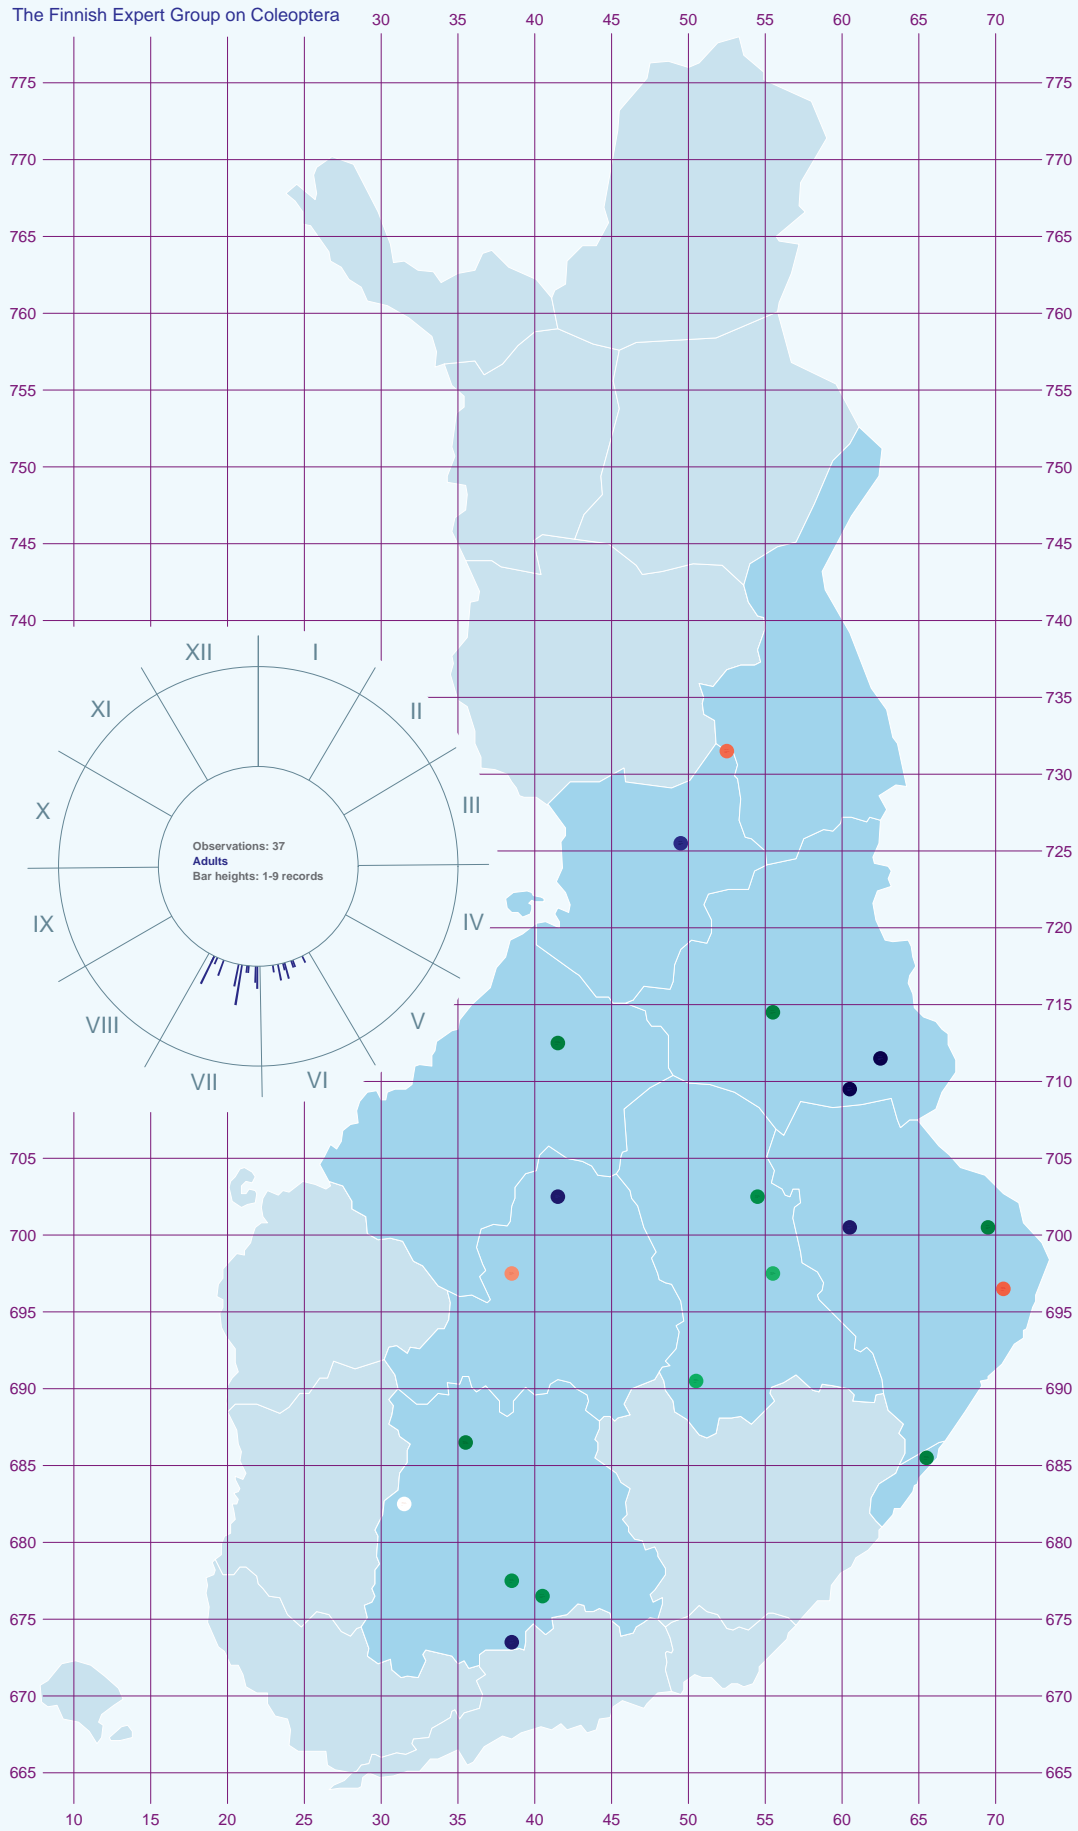 The Finnish Expert Group on Coleoptera
30 35 40 45 50 55 60 65 70
775 775
770 770
765 765
760 760
755 755
750 750
745 745
740 740
XII I
XI II
735
X III
730
Observations: 37
Adults
Bar heights: 1-9 records
725
IX IV
720
VIII V
715
VII VI
710
705 705
700 700
695 695
690 690
685 685
680 680
675 675
670 670
665 665
10 15 20 25 30 35 40 45 50 55 60 65 70